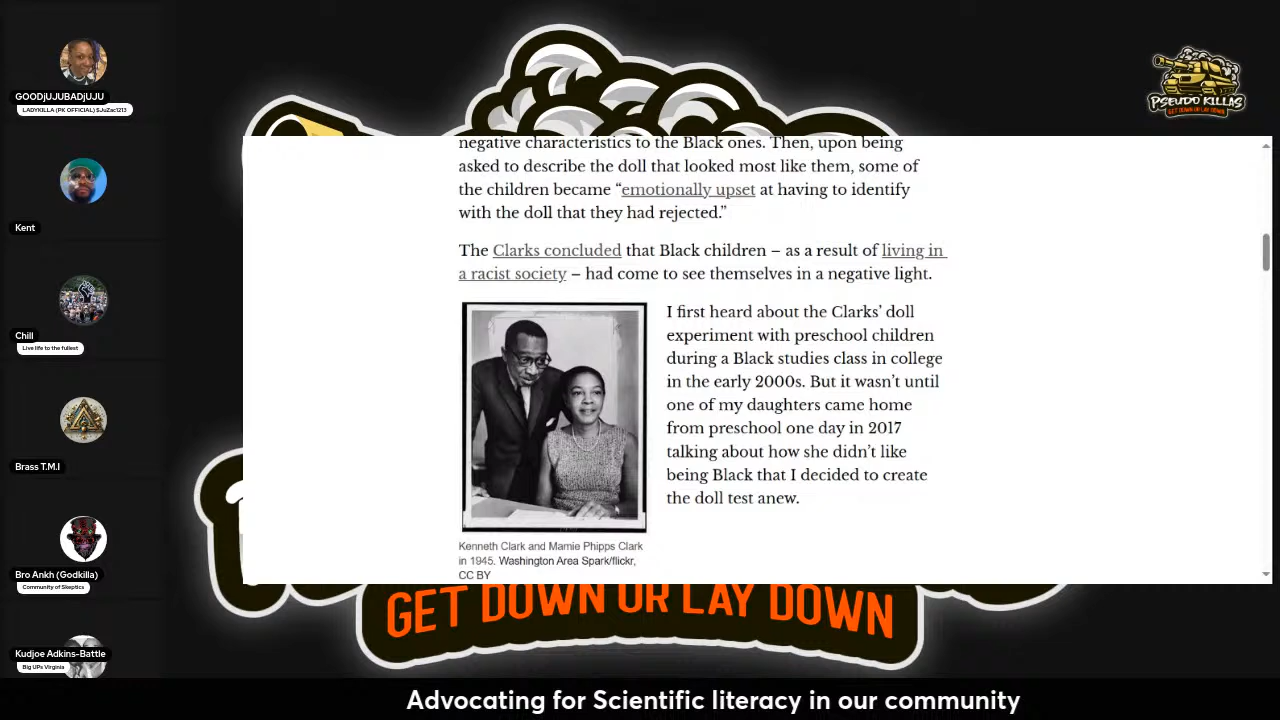 GOODjUJUBADjUJU
LADYKILLA (PK OFFICIAL) $JuZac1213
Kent
Chill
Live life to the fullest
Brass T.M.I
Bro Ankh (Godkilla)
Community of Skeptics
Kudjoe Adkins-Battle
Big UPs Virginia
negative characteristics to the Black ones. Then, upon being
asked to describe the doll that looked most like them, some of
the children became “emotionally upset at having to identify
with the doll that they had rejected.”
The Clarks concluded that Black children – as a result of living in
a racist society – had come to see themselves in a negative light.
I first heard about the Clarks’ doll
experiment with preschool children
during a Black studies class in college
in the early 2000s. But it wasn’t until
one of my daughters came home
from preschool one day in 2017
talking about how she didn’t like
being Black that I decided to create
the doll test anew.
Kenneth Clark and Mamie Phipps Clark
in 1945. Washington Area Spark/flickr,
CC BY
PSEUDO KILLAS
GET DOWN OR LAY DOWN
GET DOWN OR LAY DOWN
Advocating for Scientific literacy in our community